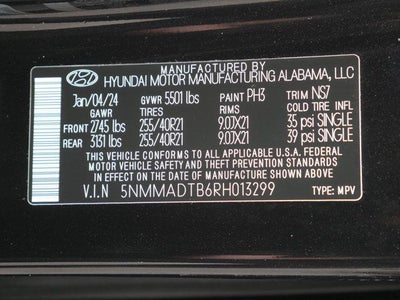 MANUFACTURED BY
HYUNDAI MOTOR MANUFACTURING ALABAMA, LLC
Jan/04/24 GVWR 5501 lbs PAINT PH3 TRIM NS7
GAWR TIRES RIMS COLD TIRE INFL
FRONT 2745 lbs 255/40R21 9.0JX21 35 psi SINGLE
REAR 3131 lbs 255/40R21 9.0JX21 39 psi SINGLE
THIS VEHICLE CONFORMS TO ALL APPLICABLE U.S.A. FEDERAL
MOTOR VEHICLE SAFETY AND THEFT PREVENTION STANDARDS
IN EFFECT ON THE DATE OF MANUFACTURE SHOWN ABOVE
V.I.N 5NMMADTB6RH013299 TYPE: MPV